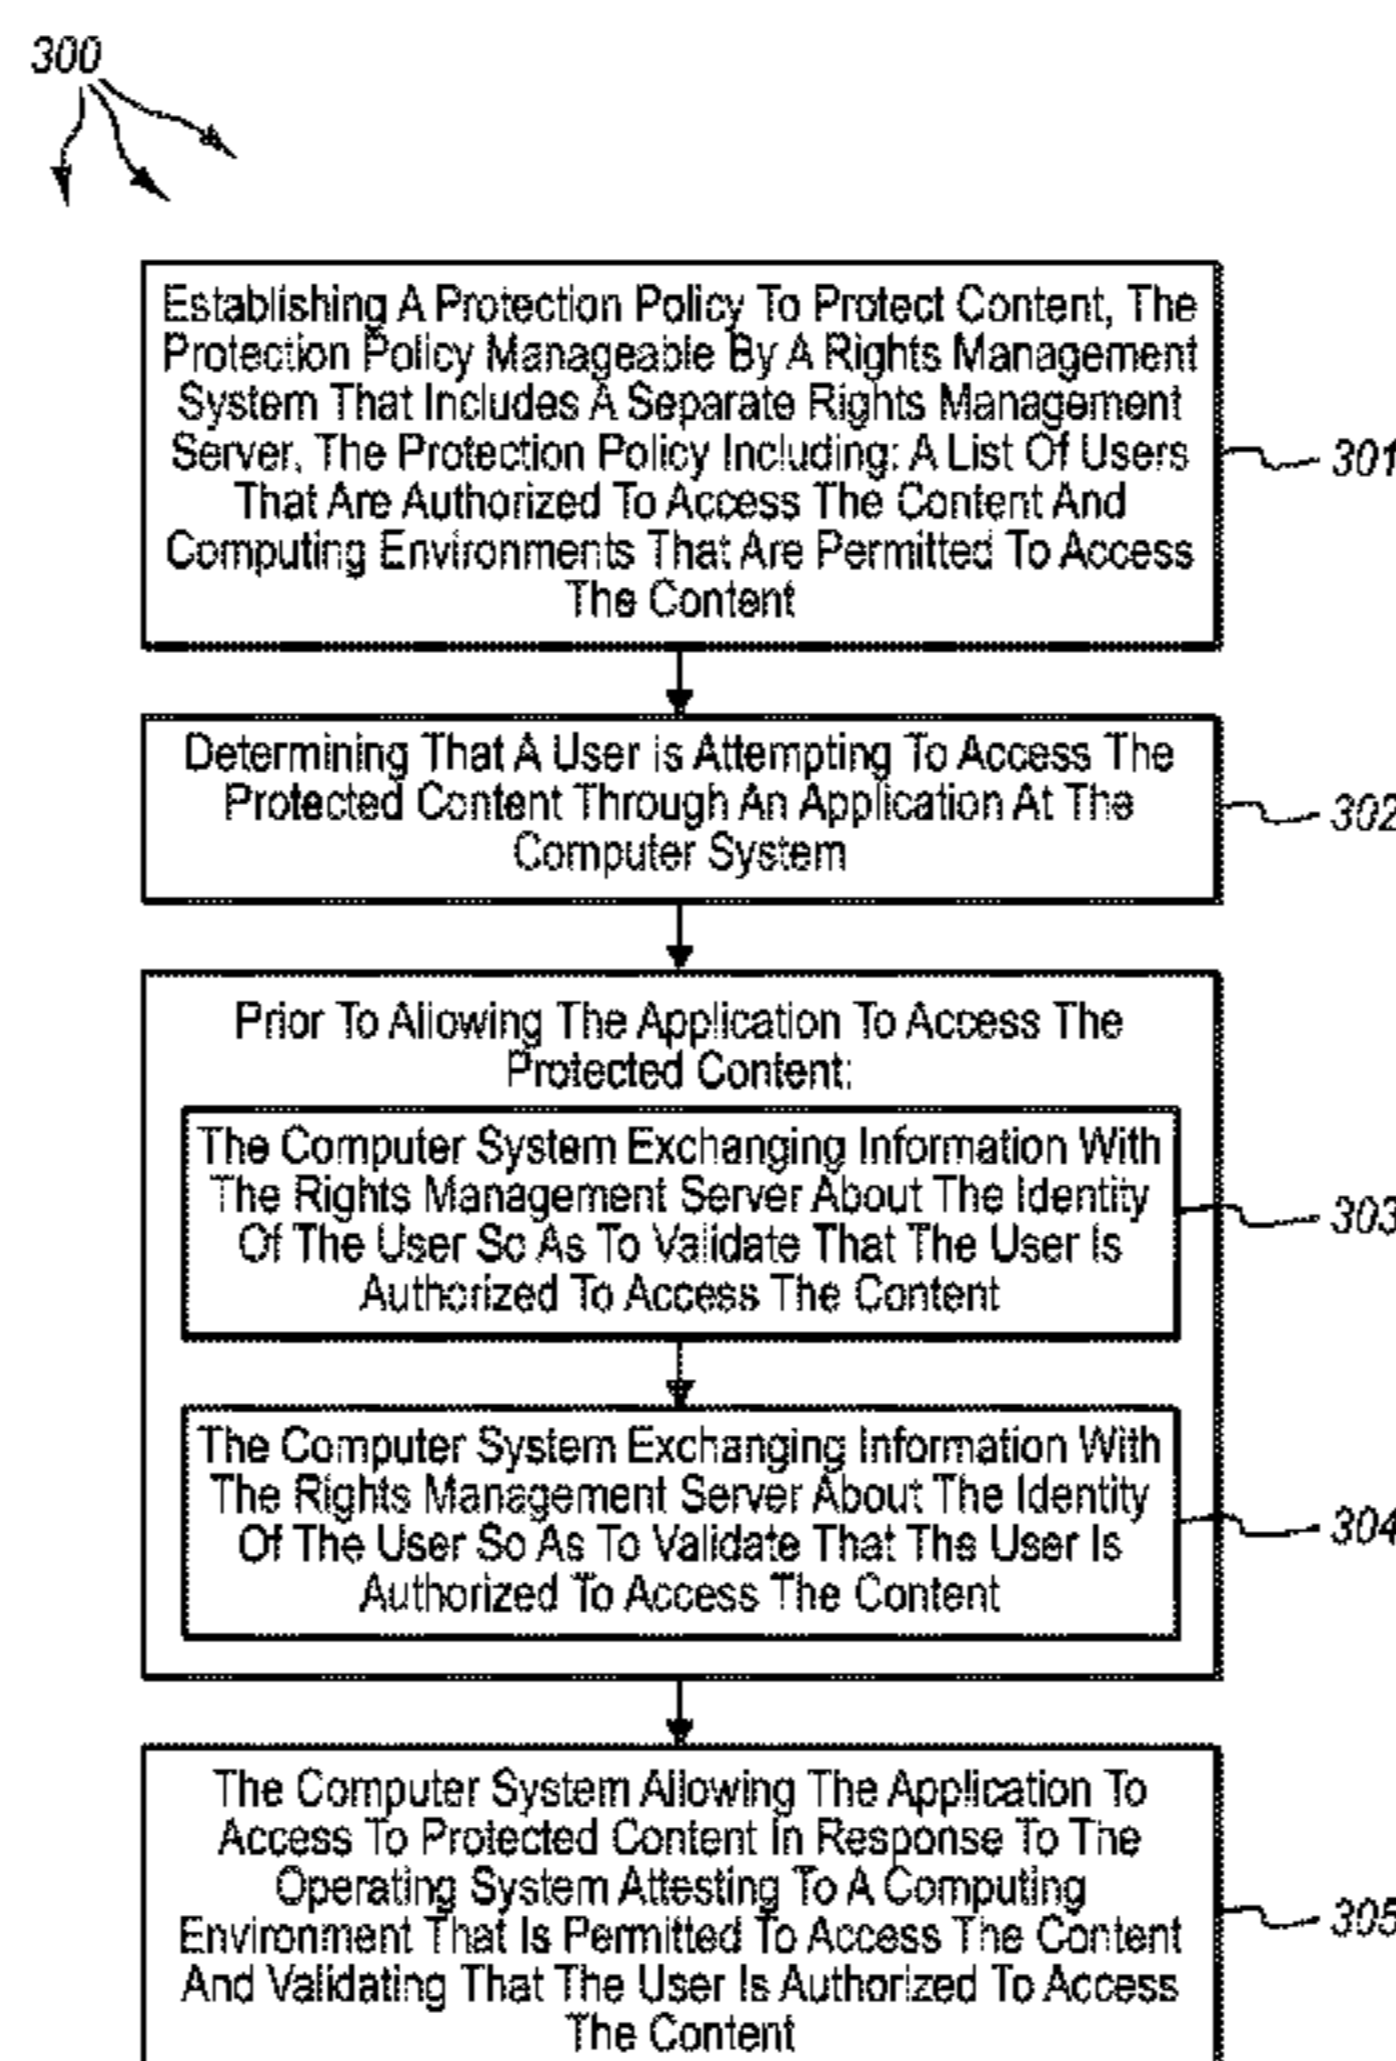 300
Establishing A Protection Policy To Protect Content, The
Protection Policy Manageable By A Rights Management
System That Includes A Separate Rights Management
Server, The Protection Policy Including: A List Of Users
That Are Authorized To Access The Content And
Computing Environments That Are Permitted To Access
The Content
301
Determining That A User is Attempting To Access The
Protected Content Through An Application At The
Computer System
302
Prior To Allowing The Application To Access The
Protected Content:
The Computer System Exchanging Information With
The Rights Management Server About The Identity
Of The User So As To Validate That The User Is
Authorized To Access The Content
303
The Computer System Exchanging Information With
The Rights Management Server About The Identity
Of The User So As To Validate That The User Is
Authorized To Access The Content
304
The Computer System Allowing The Application To
Access To Protected Content In Response To The
Operating System Attesting To A Computing
Environment That Is Permitted To Access The Content
And Validating That The User Is Authorized To Access
The Content
305